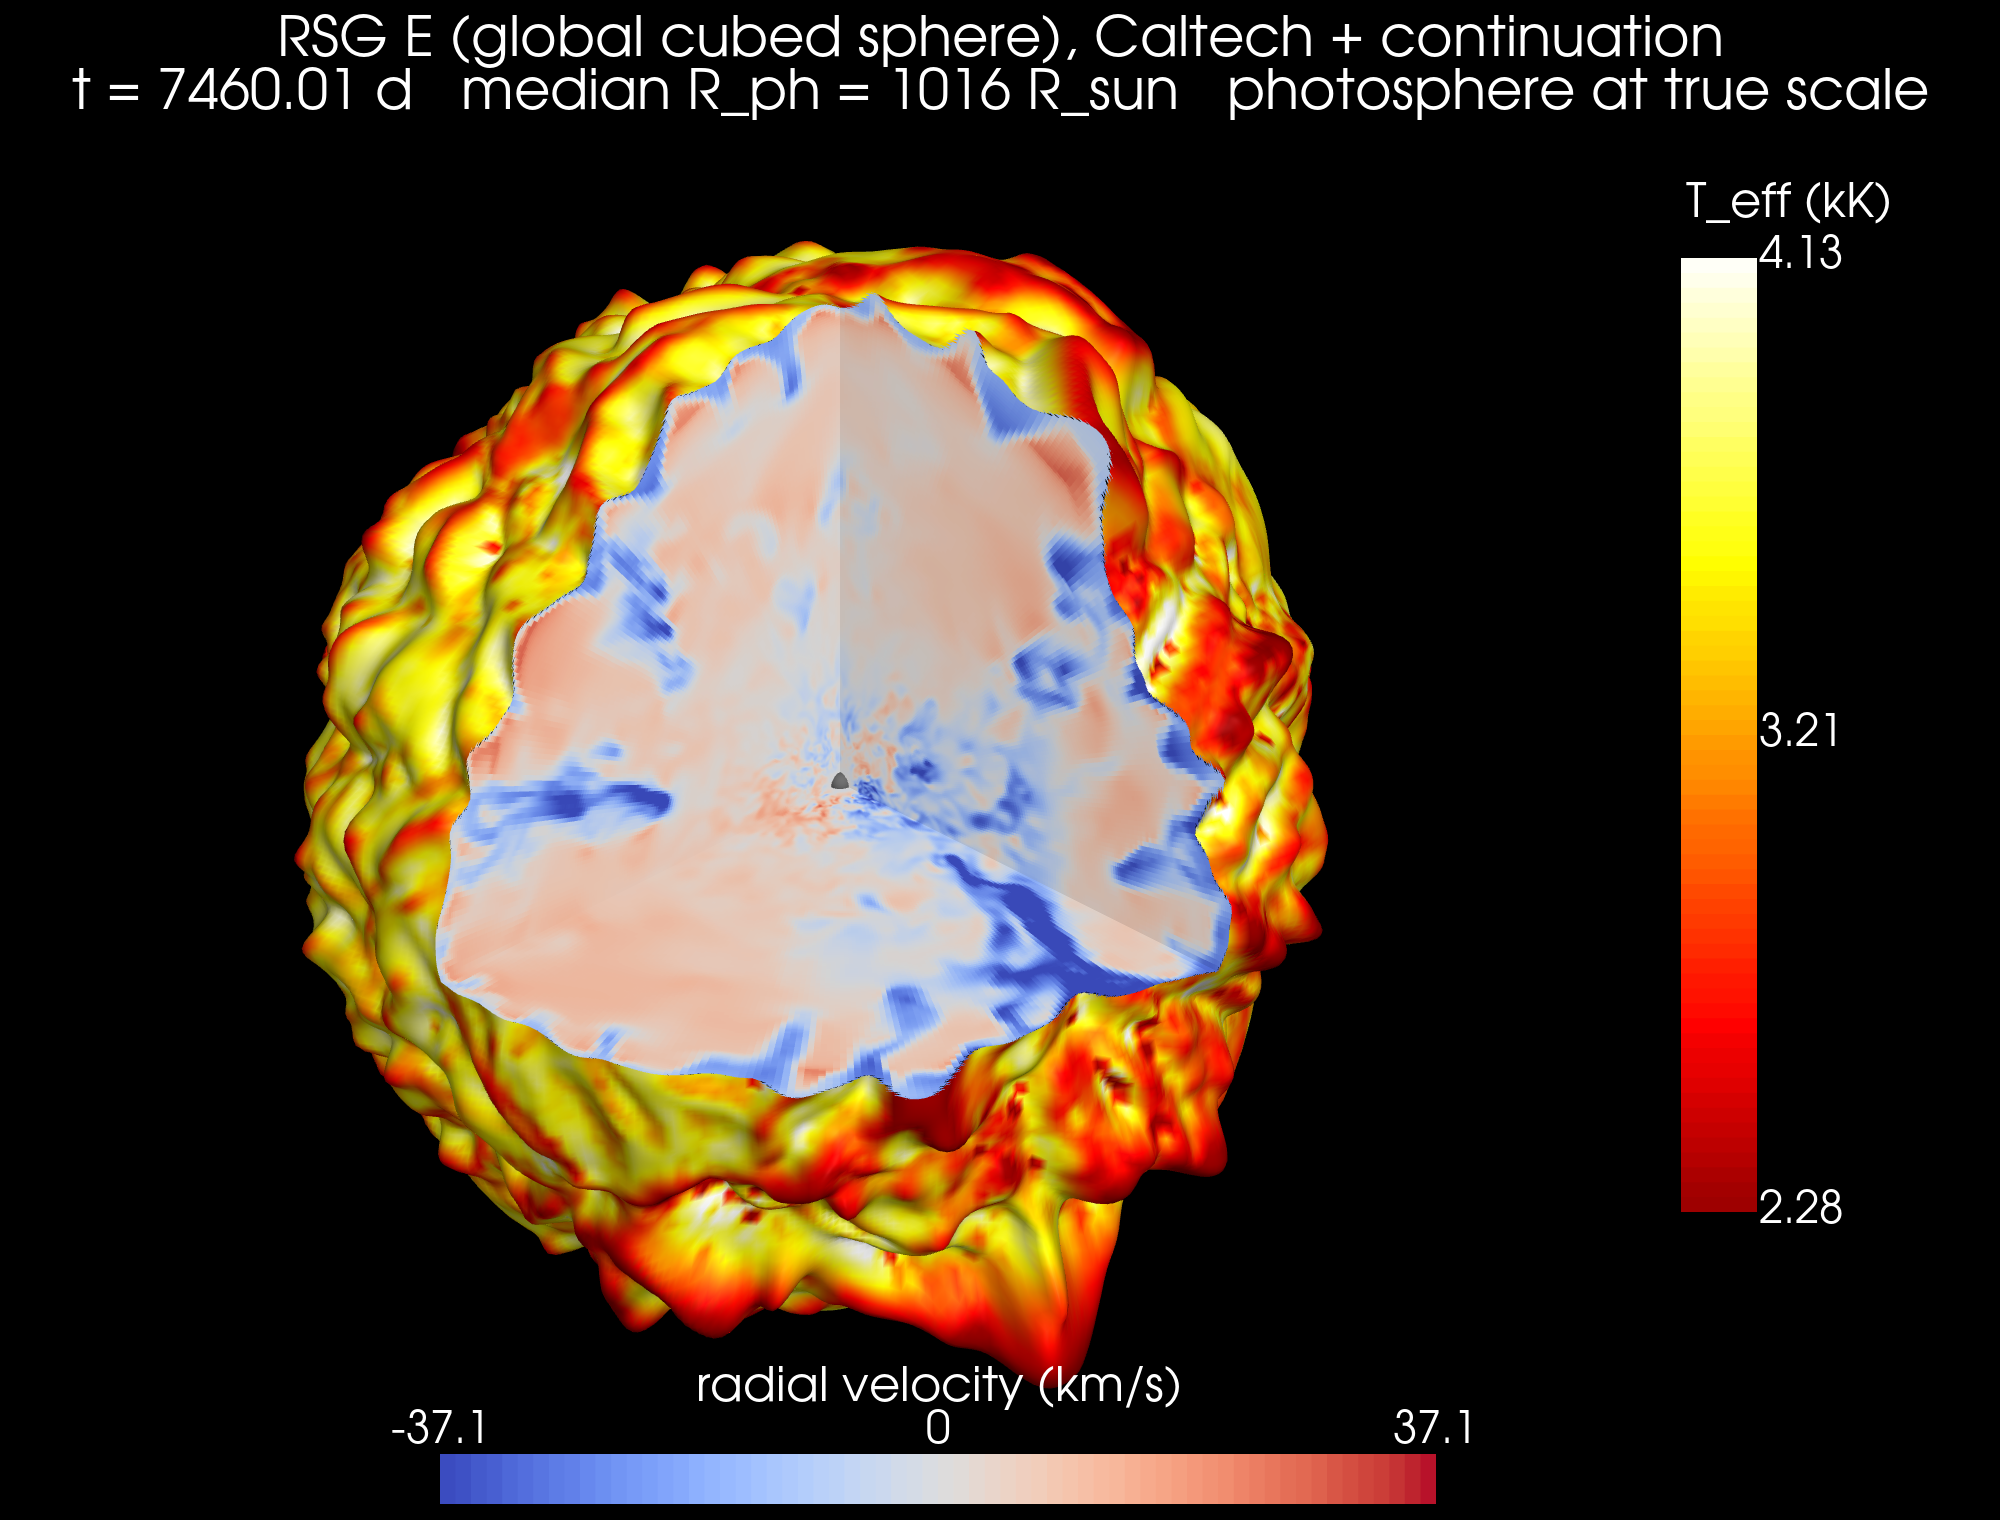 RSG E (global cubed sphere), Caltech + continuation
t = 7460.01 d   median R_ph = 1016 R_sun   photosphere at true scale
T_eff (kK)
4.13
3.21
2.28
radial velocity (km/s)
-37.1 0 37.1